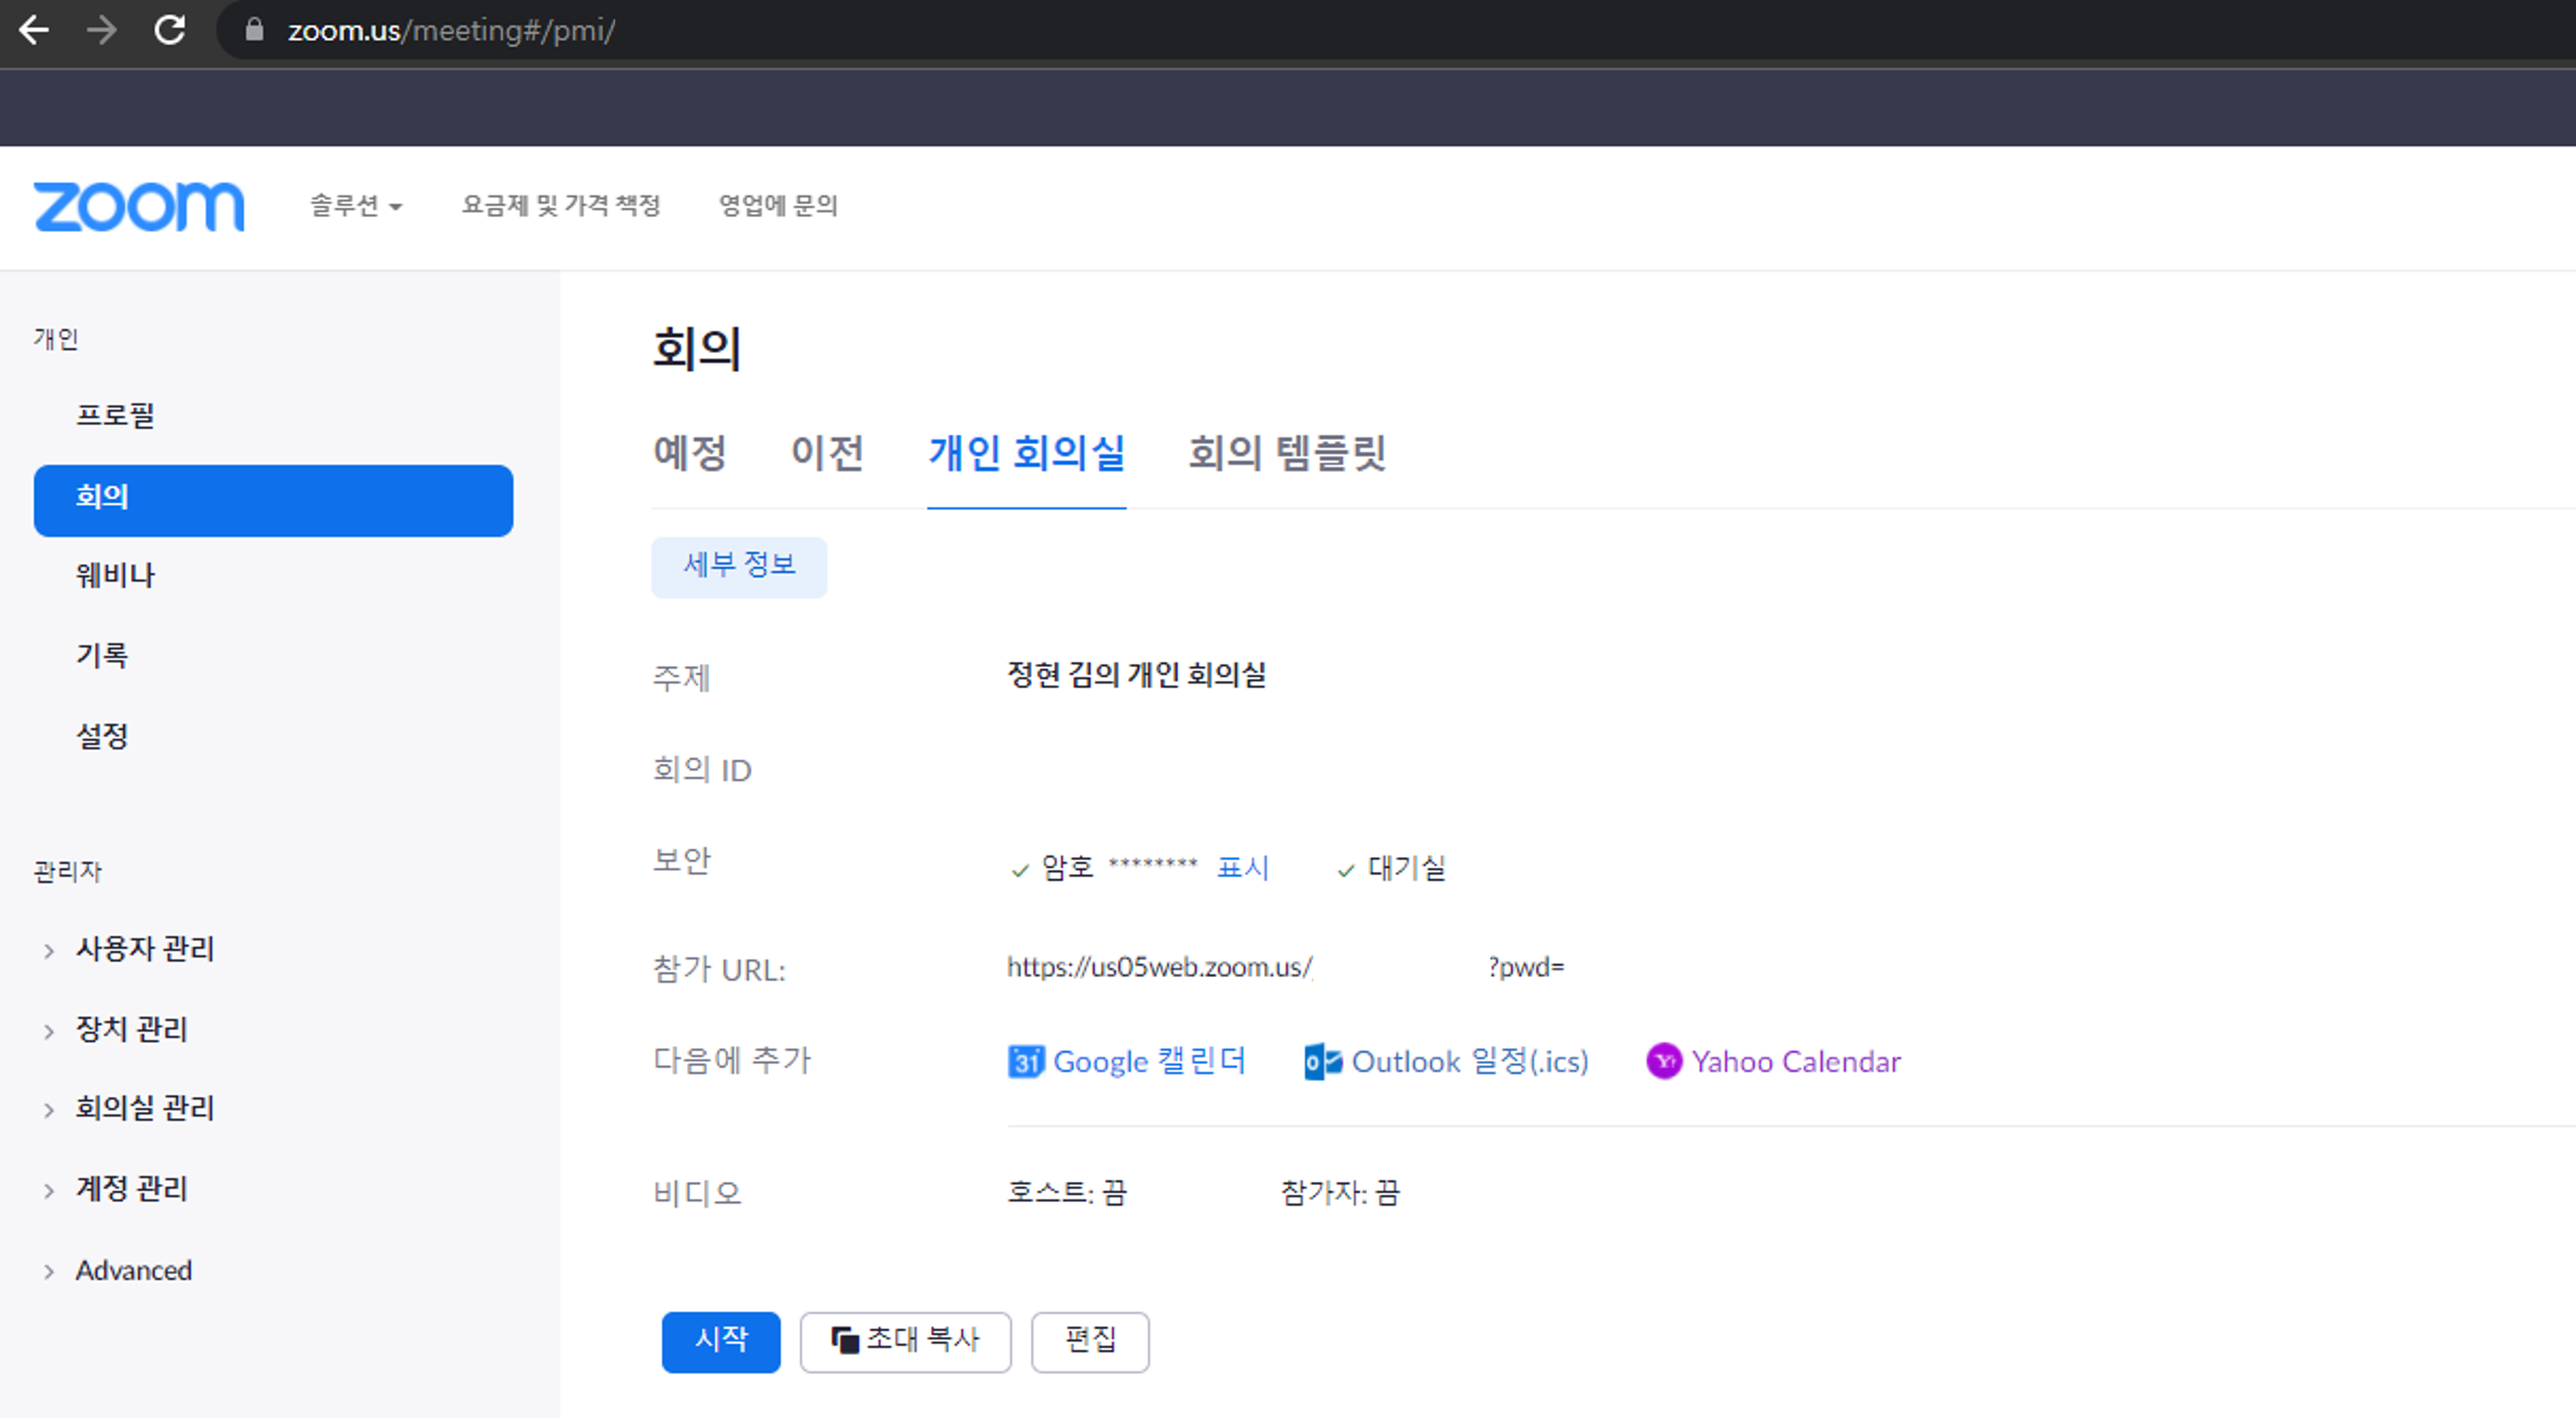 zoom.us/meeting#/pmi/
zoom 솔루션 요금제 및 가격 책정 영업에 문의
개인
프로필
회의
웨비나
기록
설정
관리자
사용자 관리
장치 관리
회의실 관리
계정 관리
Advanced
회의
예정 이전 개인 회의실 회의 템플릿
세부 정보
주제 정현 김의 개인 회의실
회의 ID
보안 암호 ******** 표시 대기실
참가 URL: https://us05web.zoom.us/ ?pwd=
다음에 추가 31 Google 캘린더 Outlook 일정(.ics) Yahoo Calendar
비디오 호스트: 끔 참가자: 끔
시작 초대 복사 편집